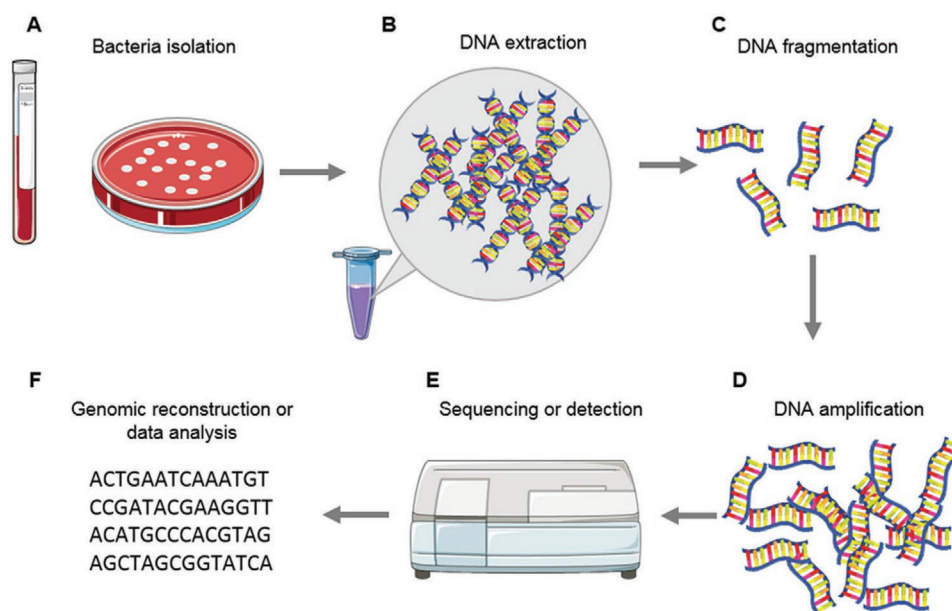 A
Bacteria isolation
B
DNA extraction
C
DNA fragmentation
F
Genomic reconstruction or
data analysis
ACTGAATCAAATGT
CCGATACGAAGGTT
ACATGCCCACGTAG
AGCTAGCGGTATCA
E
Sequencing or detection
D
DNA amplification